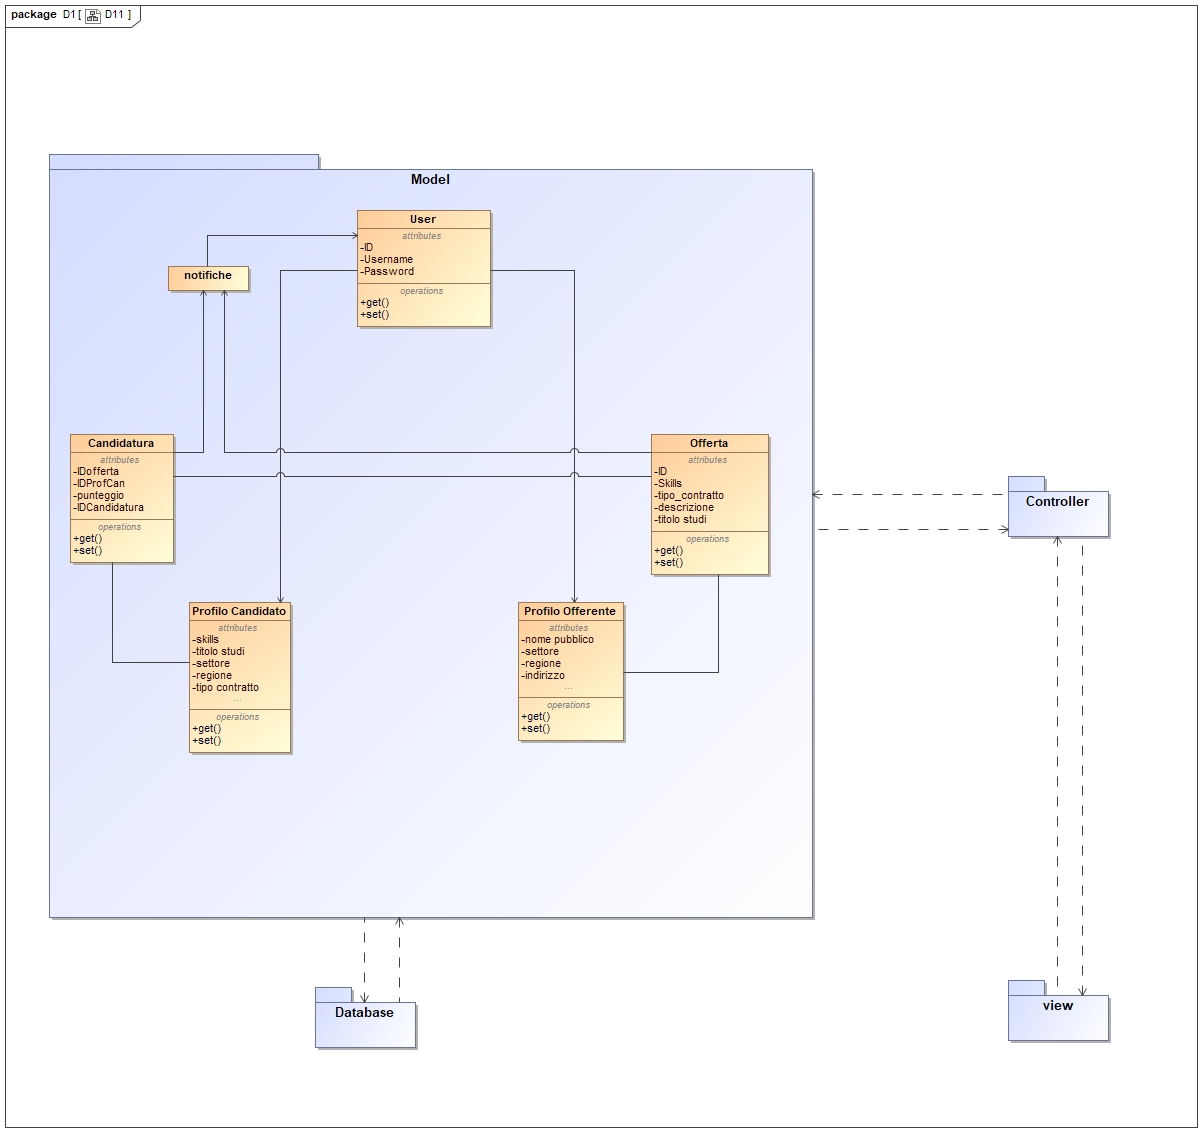 package D1 [ D11 ]
Model
User
attributes
-ID
-Username
-Password
operations
+get()
+set()
notifiche
Candidatura
attributes
-IDofferta
-IDProfCan
-punteggio
-IDCandidatura
operations
+get()
+set()
Offerta
attributes
-ID
-Skills
-tipo_contratto
-descrizione
-titolo studi
operations
+get()
+set()
Controller
Profilo Candidato
attributes
-skills
-titolo studi
-settore
-regione
-tipo contratto
...
operations
+get()
+set()
Profilo Offerente
attributes
-nome pubblico
-settore
-regione
-indirizzo
...
operations
+get()
+set()
Database
view